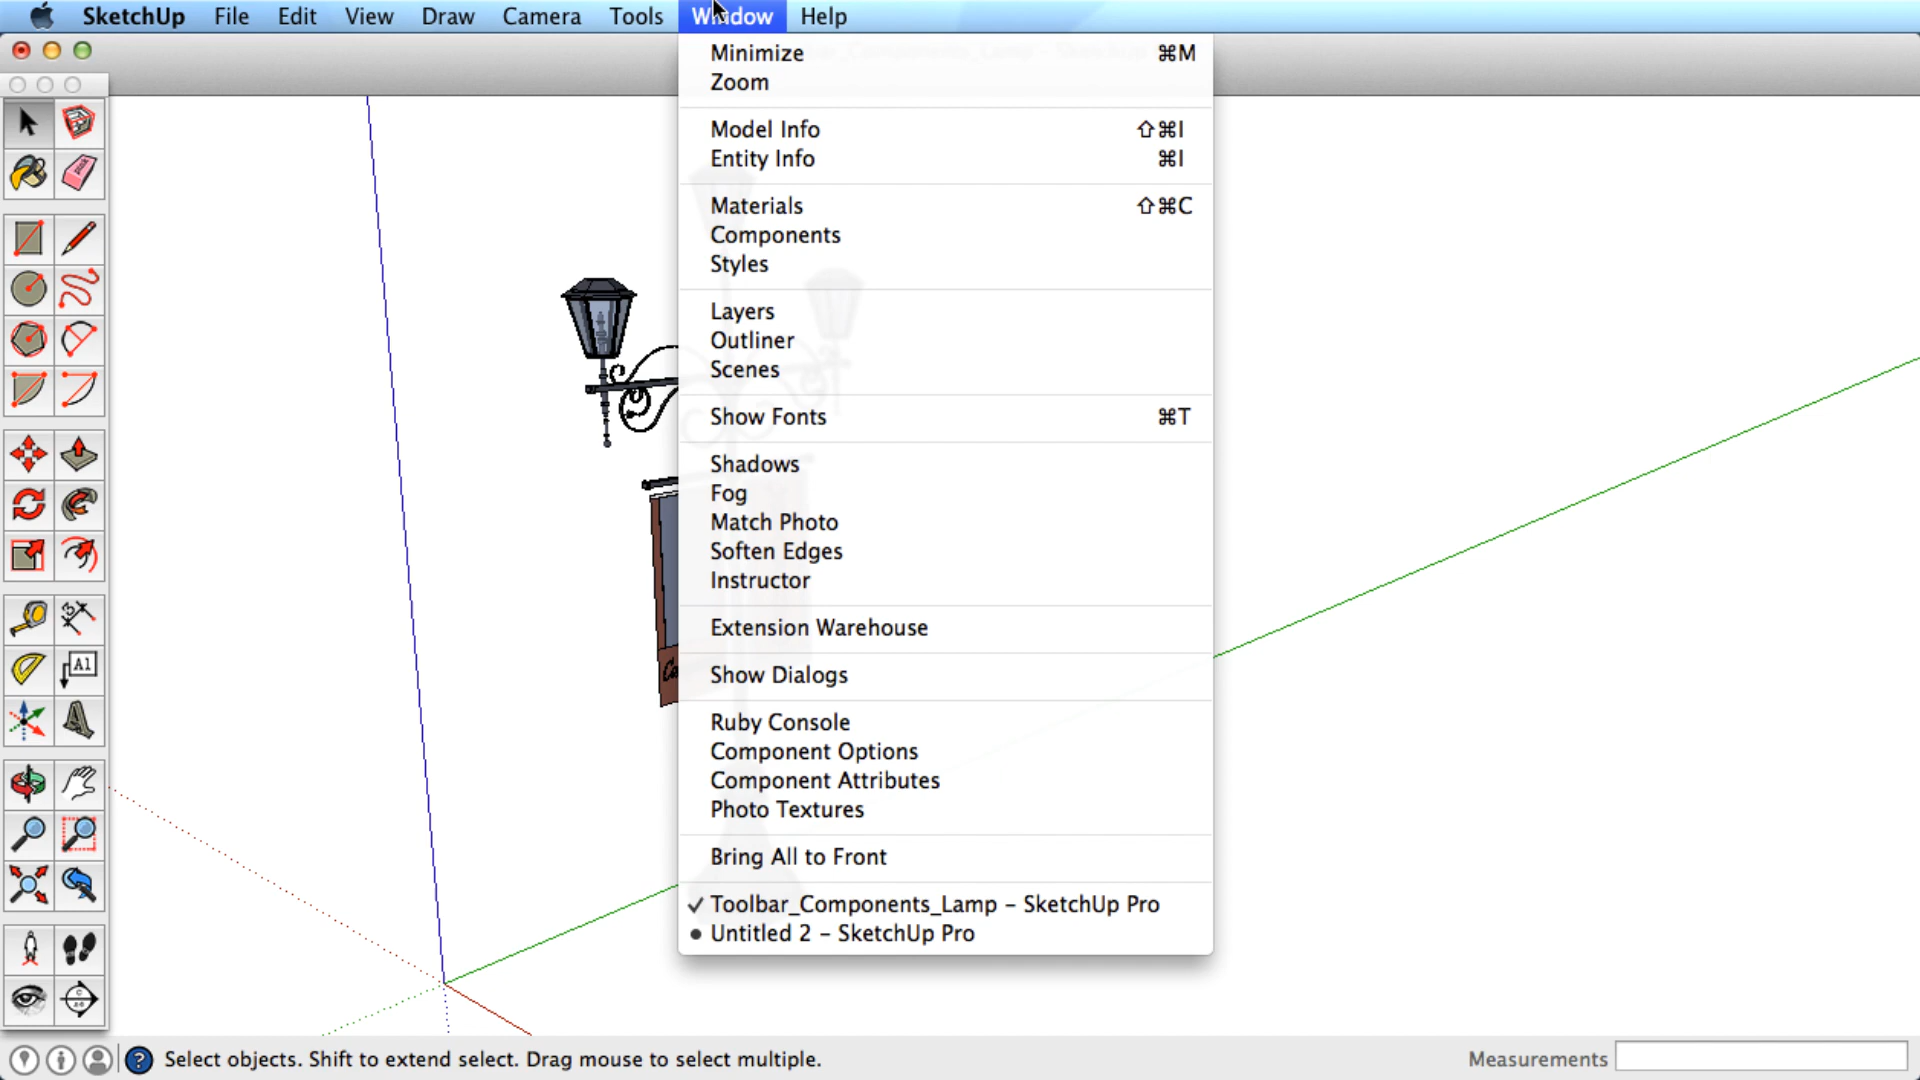 SketchUp File Edit View Draw Camera Tools Window Help
Minimize ⌘M
Zoom
Model Info ⇧⌘I
Entity Info ⌘I
Materials ⇧⌘C
Components
Styles
Layers
Outliner
Scenes
Show Fonts ⌘T
Shadows
Fog
Match Photo
Soften Edges
Instructor
Extension Warehouse
Show Dialogs
Ruby Console
Component Options
Component Attributes
Photo Textures
Bring All to Front
✓ Toolbar_Components_Lamp – SketchUp Pro
• Untitled 2 – SketchUp Pro
A1
Select objects. Shift to extend select. Drag mouse to select multiple.
Measurements